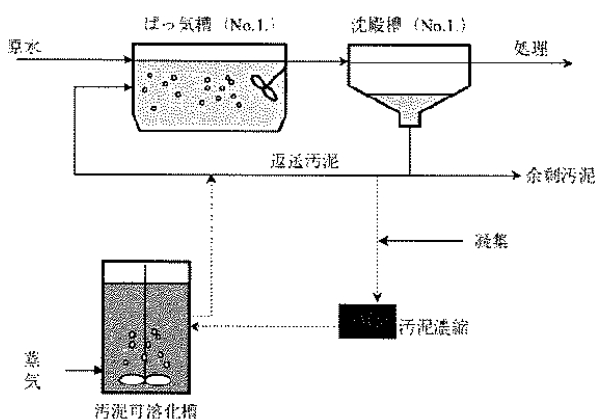 ばっ気槽 (No.1.)
沈殿槽 (No.1.)
原水
処理
返送汚泥
余剰汚泥
凝集
汚泥濃縮
蒸
気
汚泥可溶化槽